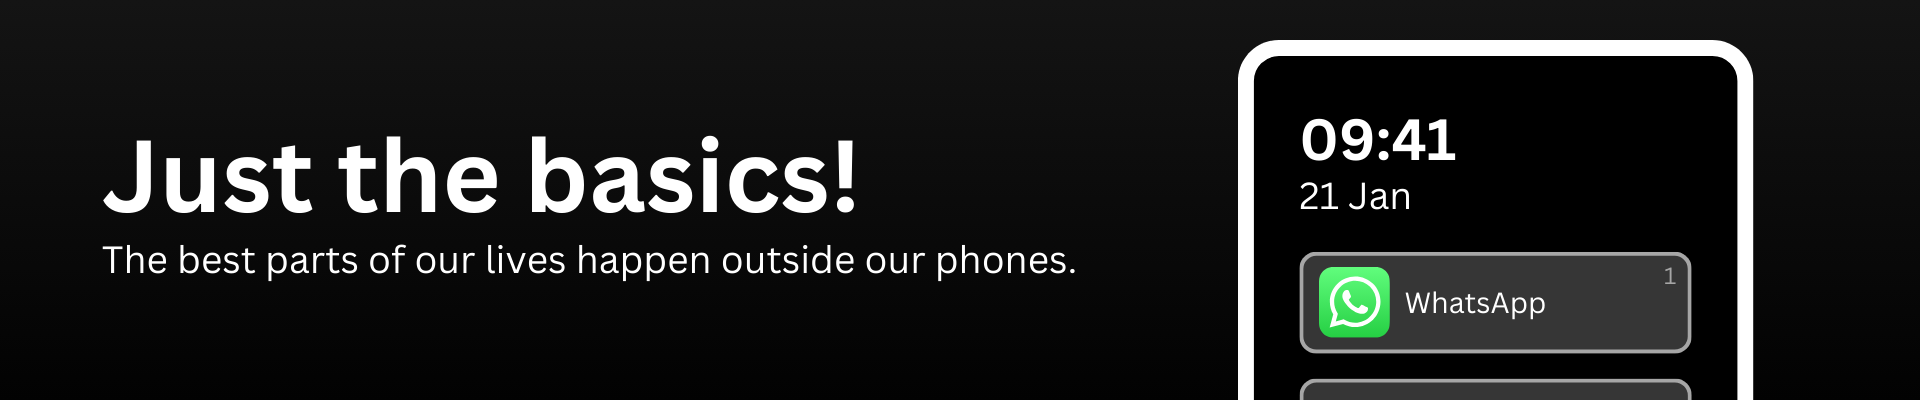 Just the basics!
The best parts of our lives happen outside our phones.
09:41
21 Jan
1
WhatsApp